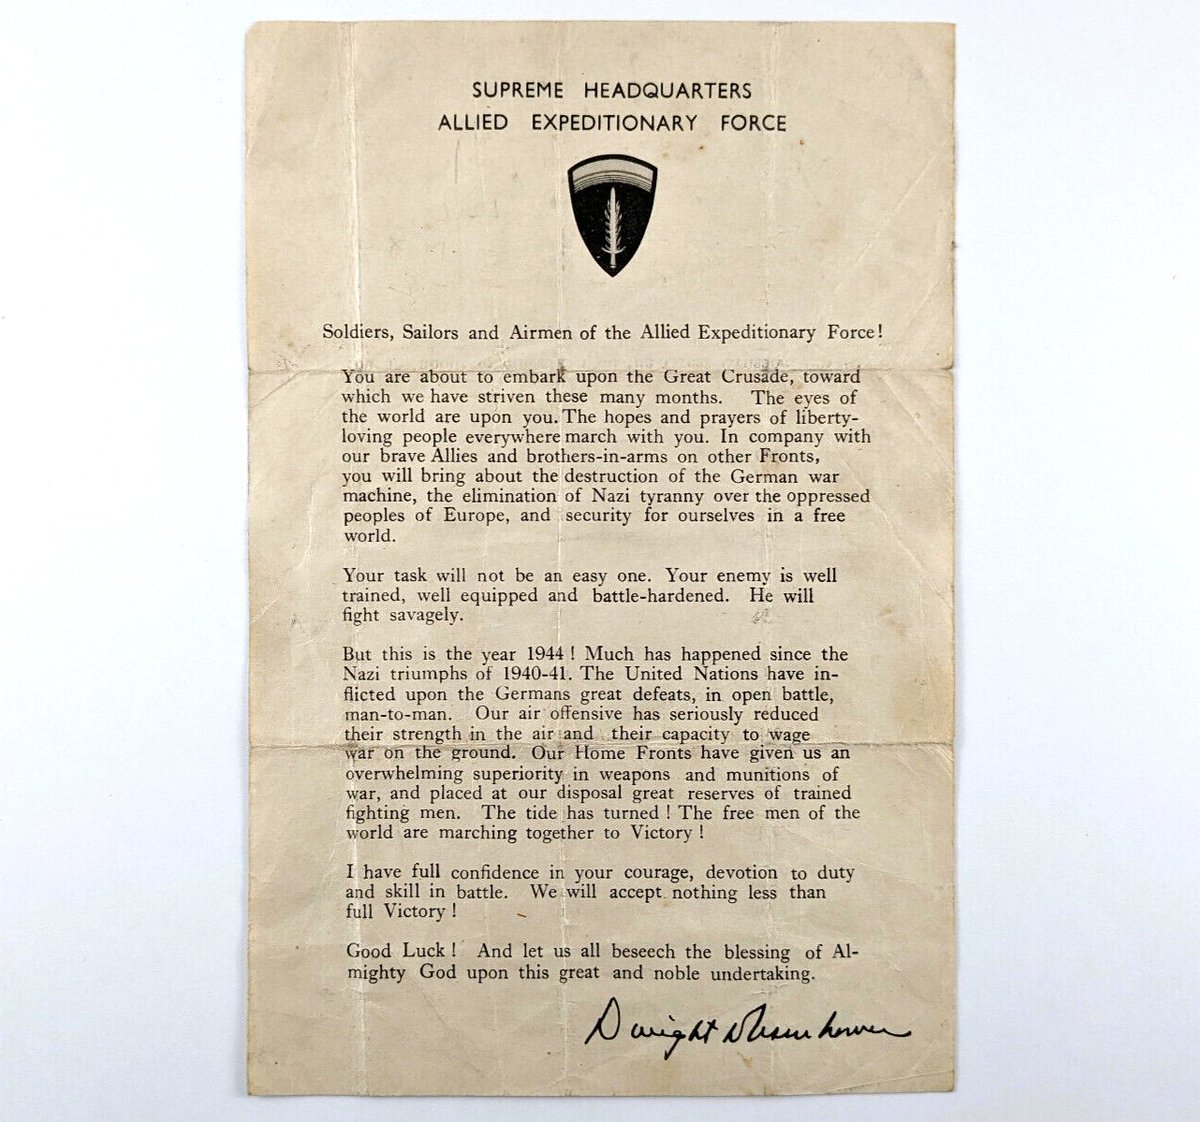 SUPREME HEADQUARTERS
ALLIED EXPEDITIONARY FORCE
Soldiers, Sailors and Airmen of the Allied Expeditionary Force!
You are about to embark upon the Great Crusade, toward
which we have striven these many months. The eyes of
the world are upon you. The hopes and prayers of liberty-
loving people everywhere march with you. In company with
our brave Allies and brothers-in-arms on other Fronts,
you will bring about the destruction of the German war
machine, the elimination of Nazi tyranny over the oppressed
peoples of Europe, and security for ourselves in a free
world.
Your task will not be an easy one. Your enemy is well
trained, well equipped and battle-hardened. He will
fight savagely.
But this is the year 1944 ! Much has happened since the
Nazi triumphs of 1940-41. The United Nations have in-
flicted upon the Germans great defeats, in open battle,
man-to-man. Our air offensive has seriously reduced
their strength in the air and their capacity to wage
war on the ground. Our Home Fronts have given us an
overwhelming superiority in weapons and munitions of
war, and placed at our disposal great reserves of trained
fighting men. The tide has turned ! The free men of the
world are marching together to Victory !
I have full confidence in your courage, devotion to duty
and skill in battle. We will accept nothing less than
full Victory !
Good Luck ! And let us all beseech the blessing of Al-
mighty God upon this great and noble undertaking.
Dwight D Eisenhower